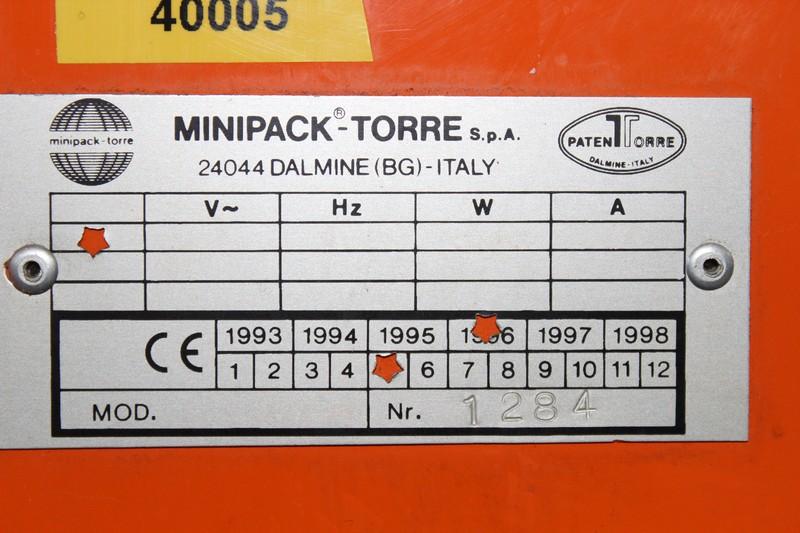 40005
minipack-torre
MINIPACK®-TORRE S.p.A.
24044 DALMINE (BG) - ITALY
PATEN TORRE
DALMINE-ITALY
V~ Hz W A
CE 1993 1994 1995 1997 1998
1 2 3 4 6 7 8 9 10 11 12
MOD. Nr. 1284